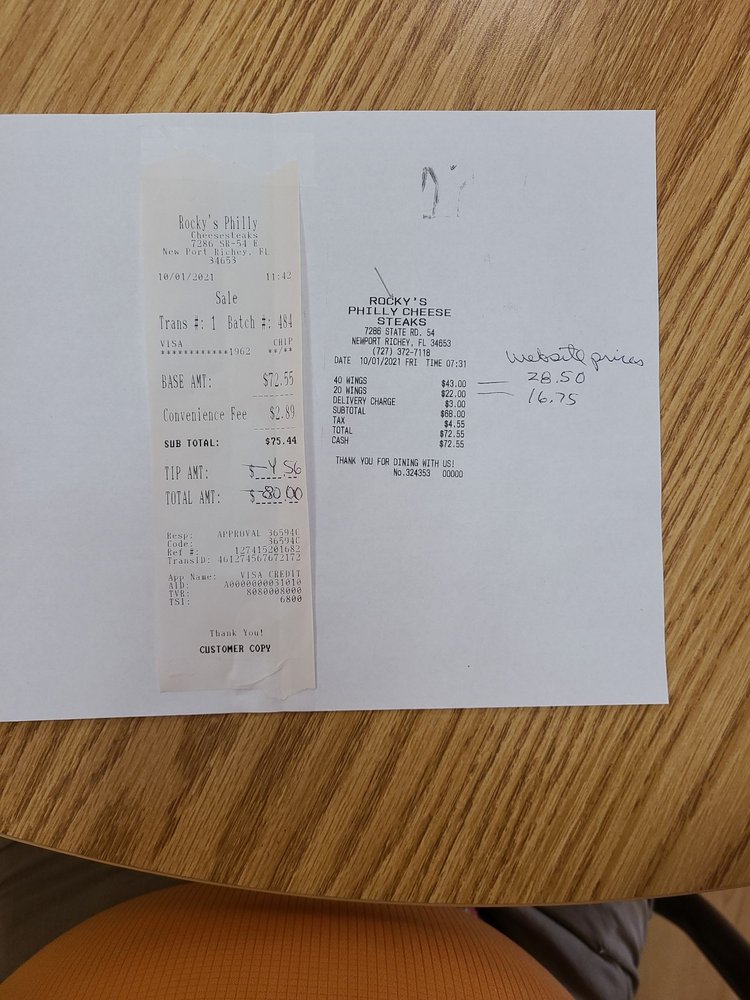 Rocky's Philly
Cheesesteaks
7286 SR-54 E
New Port Richey, FL
34653
10/01/2021 11:42
Sale
Trans #: 1 Batch #: 484
VISA CHIP
************1962 **/**
BASE AMT: $72.55
Convenience Fee $2.89
SUB TOTAL: $75.44
TIP AMT: $ 4.56
TOTAL AMT: $ 80.00
Resp: APPROVAL 36594C
Code: 36594C
Ref #: 127415201682
TransID: 461274567672172
App Name: VISA CREDIT
AID: A0000000031010
TVR: 8080008000
TSI: 6800
Thank You!
CUSTOMER COPY
ROCKY'S
PHILLY CHEESE
STEAKS
7286 STATE RD. 54
NEWPORT RICHEY, FL 34653
(727) 372-7118
DATE 10/01/2021 FRI TIME 07:31
40 WINGS $43.00
20 WINGS $22.00
DELIVERY CHARGE $3.00
SUBTOTAL $68.00
TAX $4.55
TOTAL $72.55
CASH $72.55
THANK YOU FOR DINING WITH US!
No.324353 00000
website prices
28.50
16.75